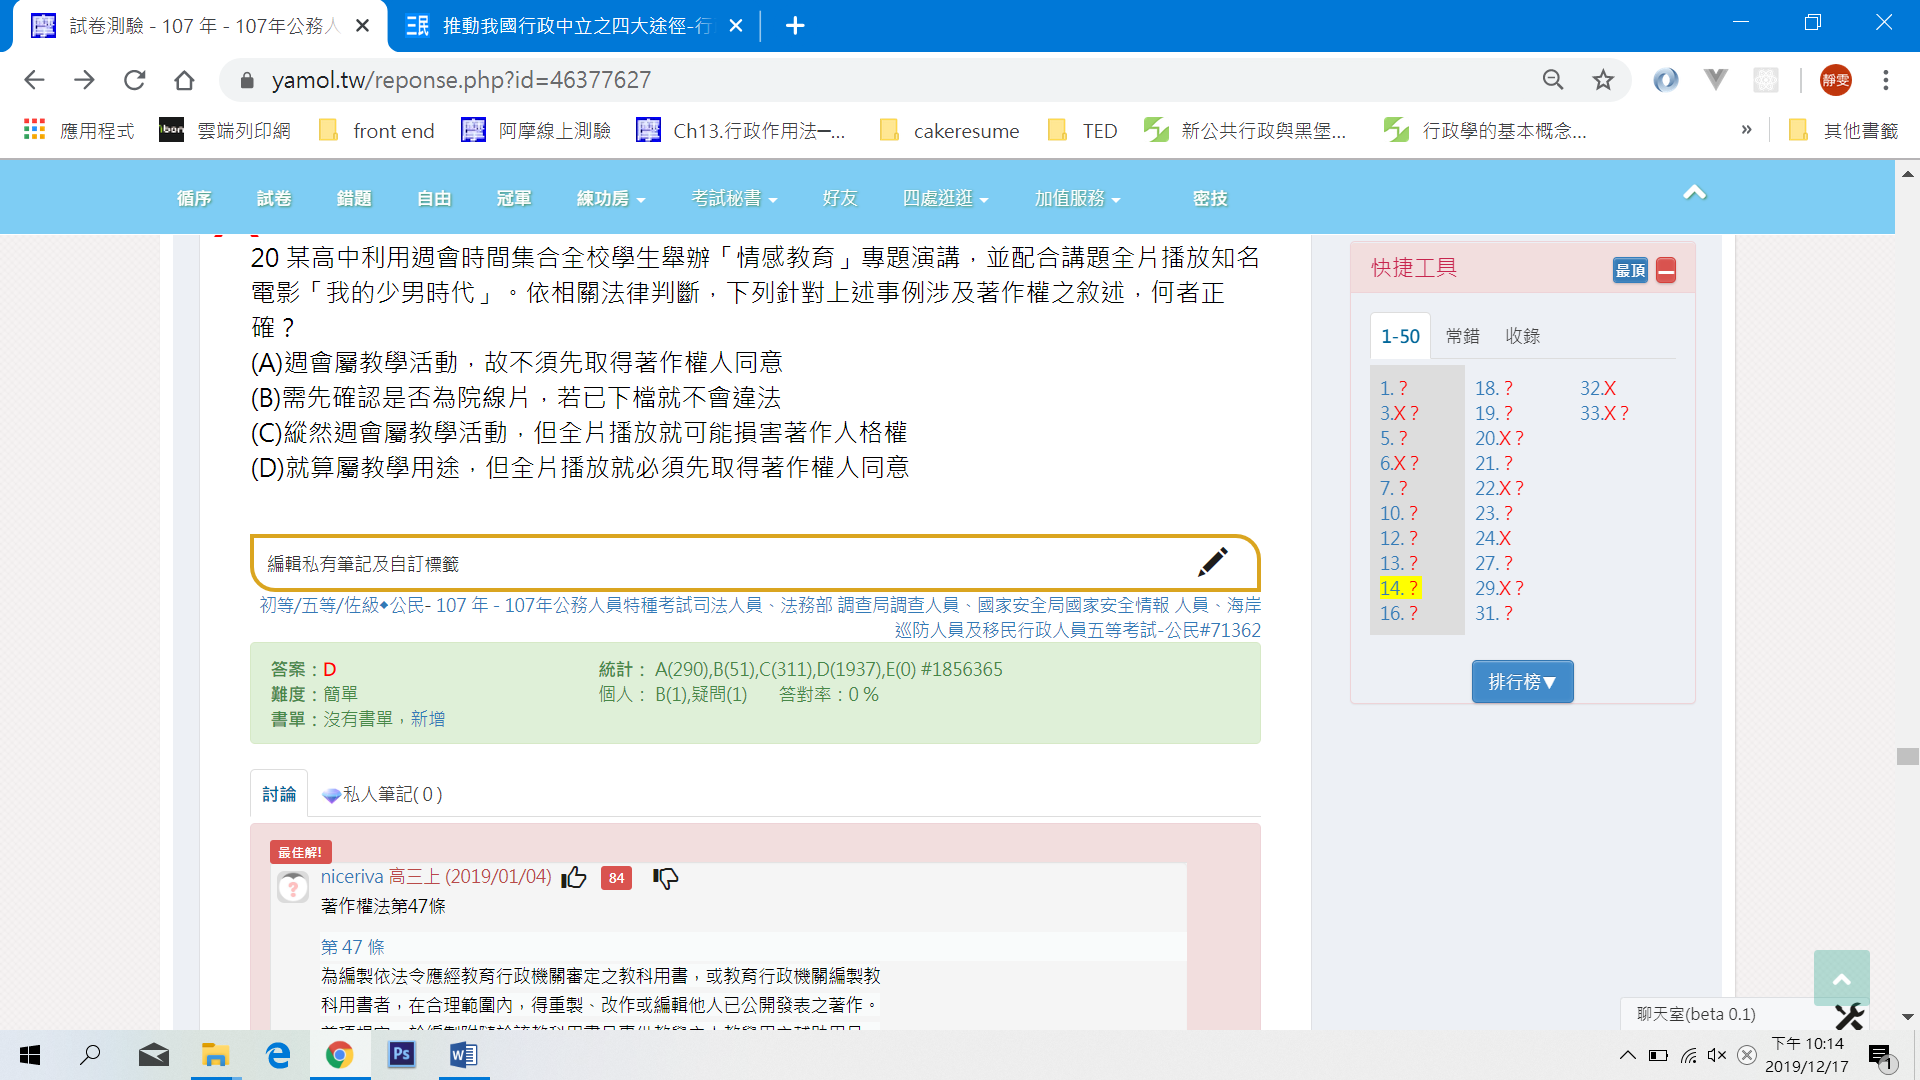 試卷測驗 - 107 年 - 107年公務人
推動我國行政中立之四大途徑-行
yamol.tw/reponse.php?id=46377627
靜雯
應用程式
ibon
雲端列印網
front end
阿摩線上測驗
Ch13.行政作用法一...
cakeresume
TED
新公共行政與黑堡...
行政學的基本概念...
»
其他書籤
循序
試卷
錯題
自由
冠軍
練功房
考試秘書
好友
四處逛逛
加值服務
密技
20 某高中利用週會時間集合全校學生舉辦「情感教育」專題演講，並配合講題全片播放知名
電影「我的少男時代」。依相關法律判斷，下列針對上述事例涉及著作權之敘述，何者正
確？
(A)週會屬教學活動，故不須先取得著作權人同意
(B)需先確認是否為院線片，若已下檔就不會違法
(C)縱然週會屬教學活動，但全片播放就可能損害著作人格權
(D)就算屬教學用途，但全片播放就必須先取得著作權人同意
編輯私有筆記及自訂標籤
初等/五等/佐級◆公民- 107 年 - 107年公務人員特種考試司法人員、法務部 調查局調查人員、國家安全局國家安全情報 人員、海岸
巡防人員及移民行政人員五等考試-公民#71362
答案：D
統計： A(290),B(51),C(311),D(1937),E(0) #1856365
難度：簡單
個人： B(1),疑問(1) 答對率：0 %
書單：沒有書單，新增
討論
私人筆記( 0 )
最佳解!
niceriva 高三上 (2019/01/04)
84
著作權法第47條
第 47 條
為編製依法令應經教育行政機關審定之教科用書，或教育行政機關編製教
科用書者，在合理範圍內，得重製、改作或編輯他人已公開發表之著作。
快捷工具
最頂
1-50
常錯
收錄
1. ?
3.X ?
5. ?
6.X ?
7. ?
10. ?
12. ?
13. ?
14. ?
16. ?
18. ?
19. ?
20.X ?
21. ?
22.X ?
23. ?
24.X
27. ?
29.X ?
31. ?
32.X
33.X ?
排行榜▼
聊天室(beta 0.1)
Ps
下午 10:14
2019/12/17
1